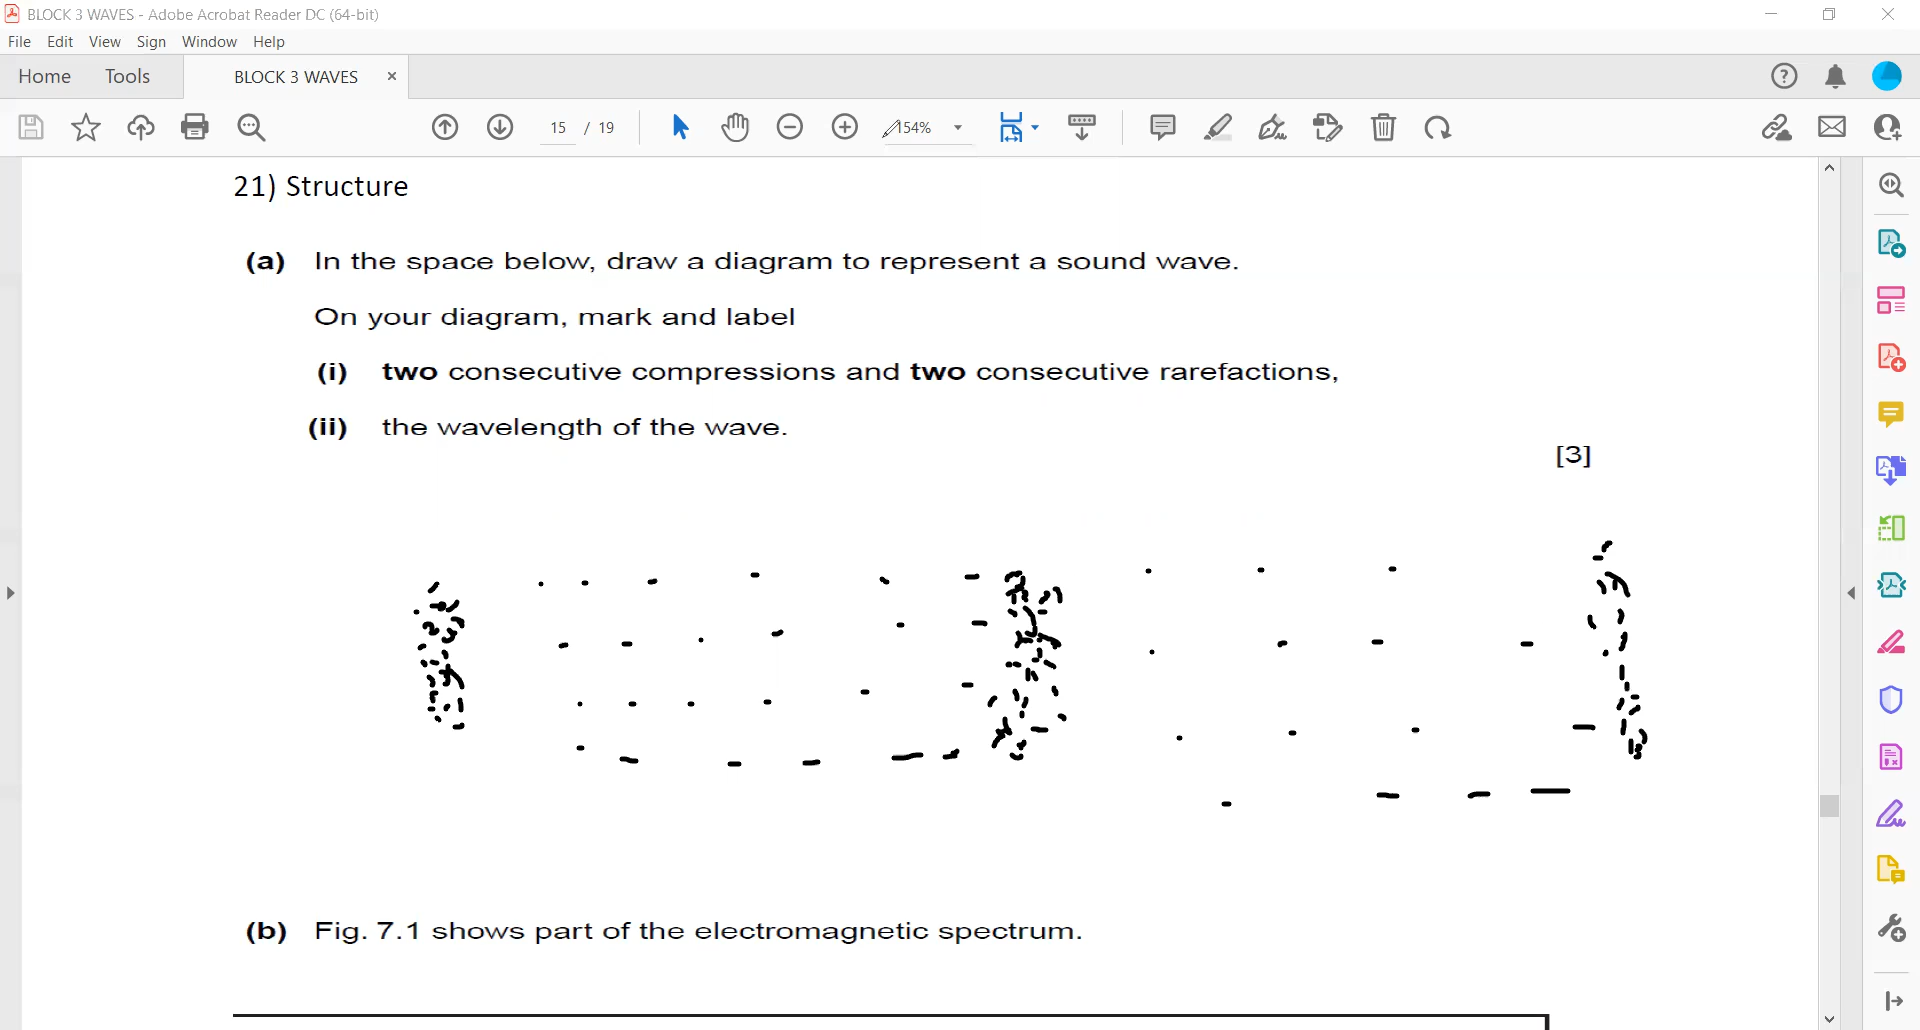 BLOCK 3 WAVES - Adobe Acrobat Reader DC (64-bit)
File Edit View Sign Window Help
Home Tools BLOCK 3 WAVES ×
15 / 19 154%
21) Structure
(a) In the space below, draw a diagram to represent a sound wave.
On your diagram, mark and label
(i) two consecutive compressions and two consecutive rarefactions,
(ii) the wavelength of the wave.
[3]
(b) Fig. 7.1 shows part of the electromagnetic spectrum.